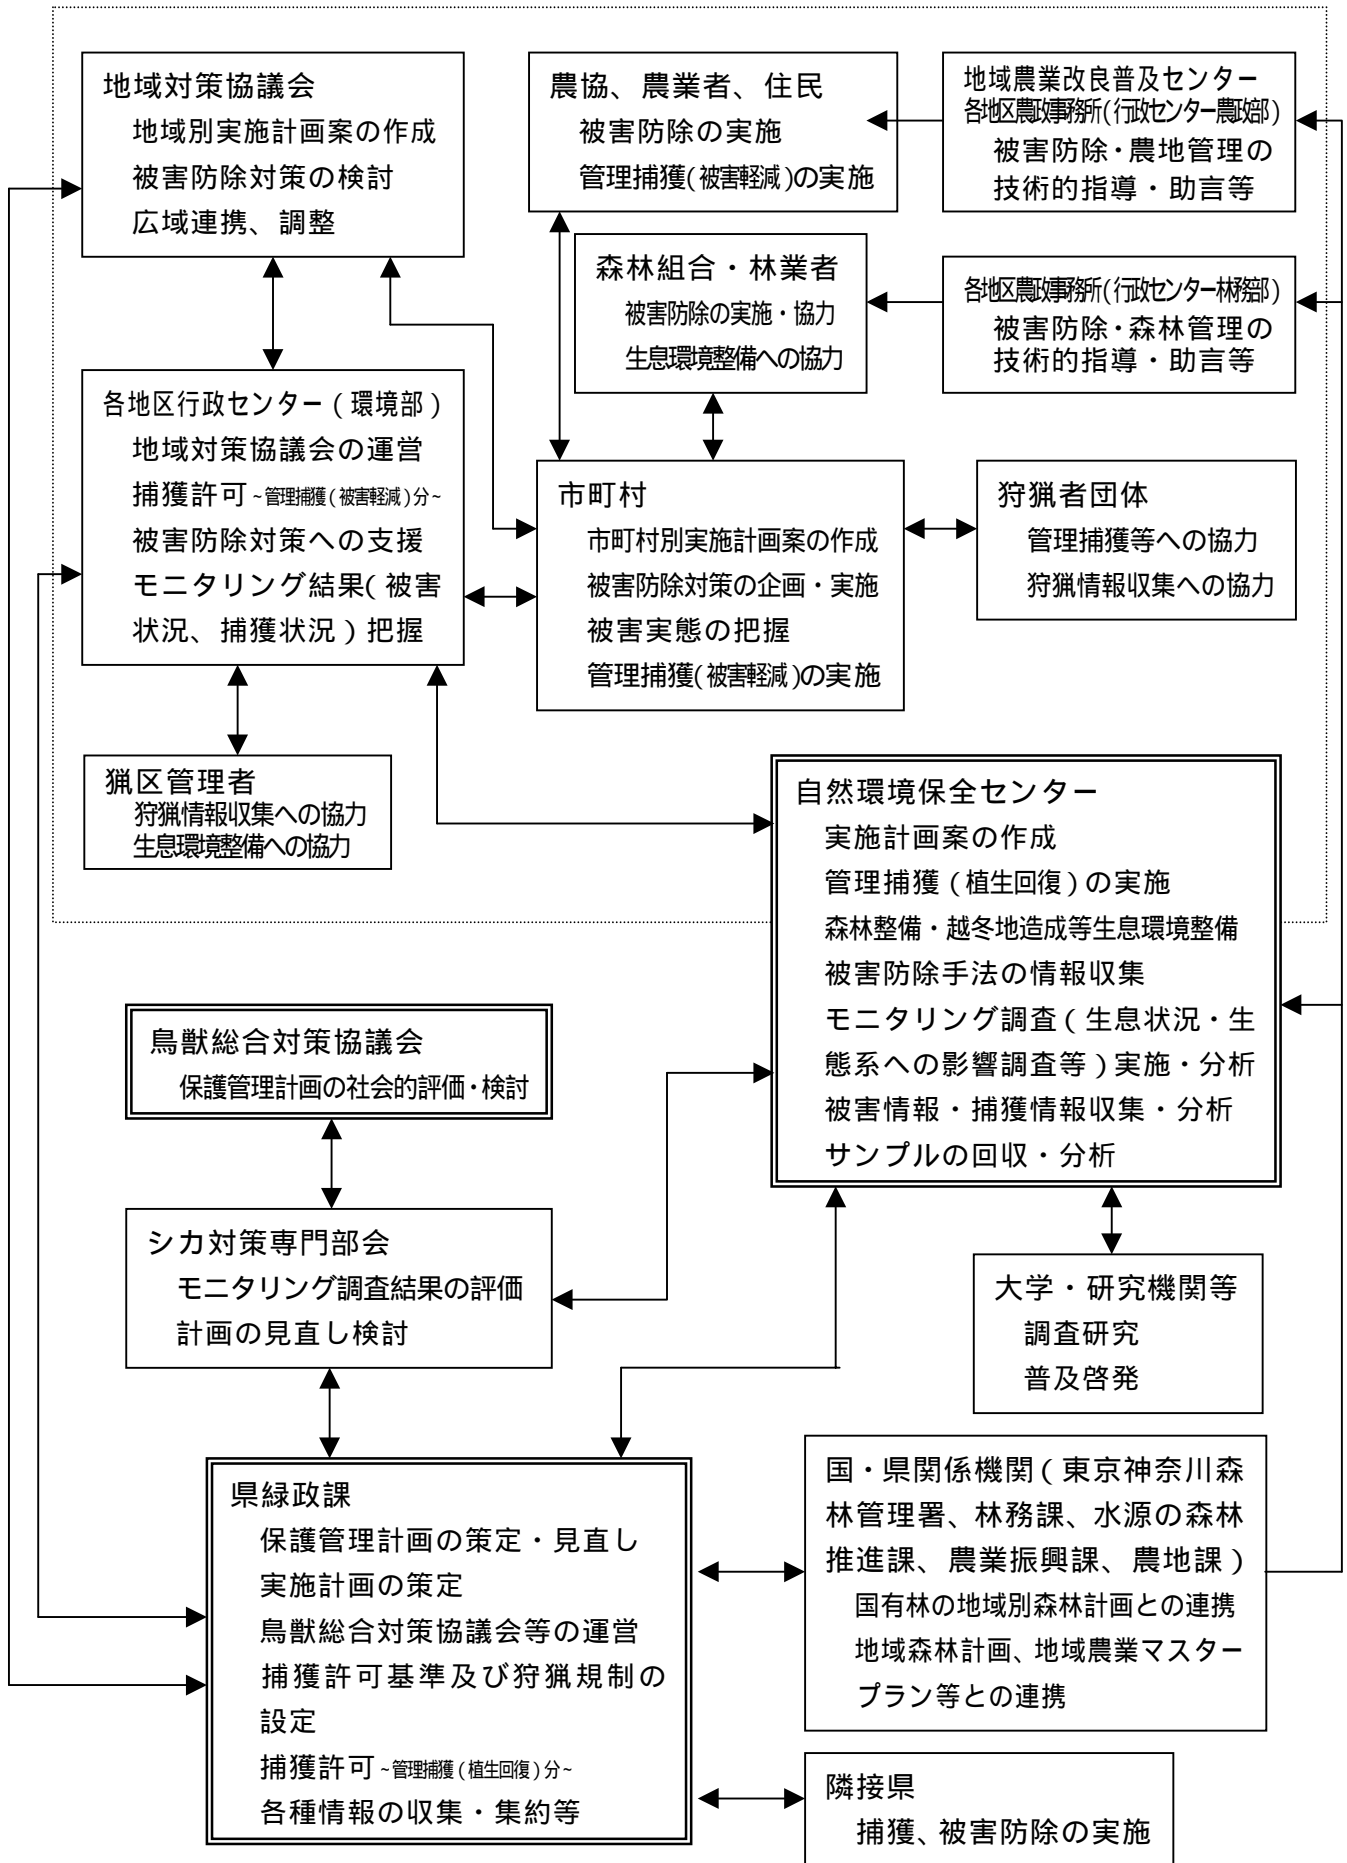 地域対策協議会
地域別実施計画案の作成
被害防除対策の検討
広域連携、調整
農協、農業者、住民
被害防除の実施
管理捕獲(被害軽減)の実施
地域農業改良普及センター
各地区農政事務所(行政センター農政部)
被害防除・農地管理の
技術的指導・助言等
森林組合・林業者
被害防除の実施・協力
生息環境整備への協力
各地区農政事務所(行政センター林務部)
被害防除・森林管理の
技術的指導・助言等
各地区行政センター(環境部)
地域対策協議会の運営
捕獲許可~管理捕獲(被害軽減)分~
被害防除対策への支援
モニタリング結果(被害
状況、捕獲状況)把握
市町村
市町村別実施計画案の作成
被害防除対策の企画・実施
被害実態の把握
管理捕獲(被害軽減)の実施
狩猟者団体
管理捕獲等への協力
狩猟情報収集への協力
猟区管理者
狩猟情報収集への協力
生息環境整備への協力
自然環境保全センター
実施計画案の作成
管理捕獲(植生回復)の実施
森林整備・越冬地造成等生息環境整備
被害防除手法の情報収集
モニタリング調査(生息状況・生
態系への影響調査等)実施・分析
被害情報・捕獲情報収集・分析
サンプルの回収・分析
鳥獣総合対策協議会
保護管理計画の社会的評価・検討
シカ対策専門部会
モニタリング調査結果の評価
計画の見直し検討
大学・研究機関等
調査研究
普及啓発
県緑政課
保護管理計画の策定・見直し
実施計画の策定
鳥獣総合対策協議会等の運営
捕獲許可基準及び狩猟規制の
設定
捕獲許可~管理捕獲(植生回復)分~
各種情報の収集・集約等
国・県関係機関(東京神奈川森
林管理署、林務課、水源の森林
推進課、農業振興課、農地課)
国有林の地域別森林計画との連携
地域森林計画、地域農業マスター
プラン等との連携
隣接県
捕獲、被害防除の実施